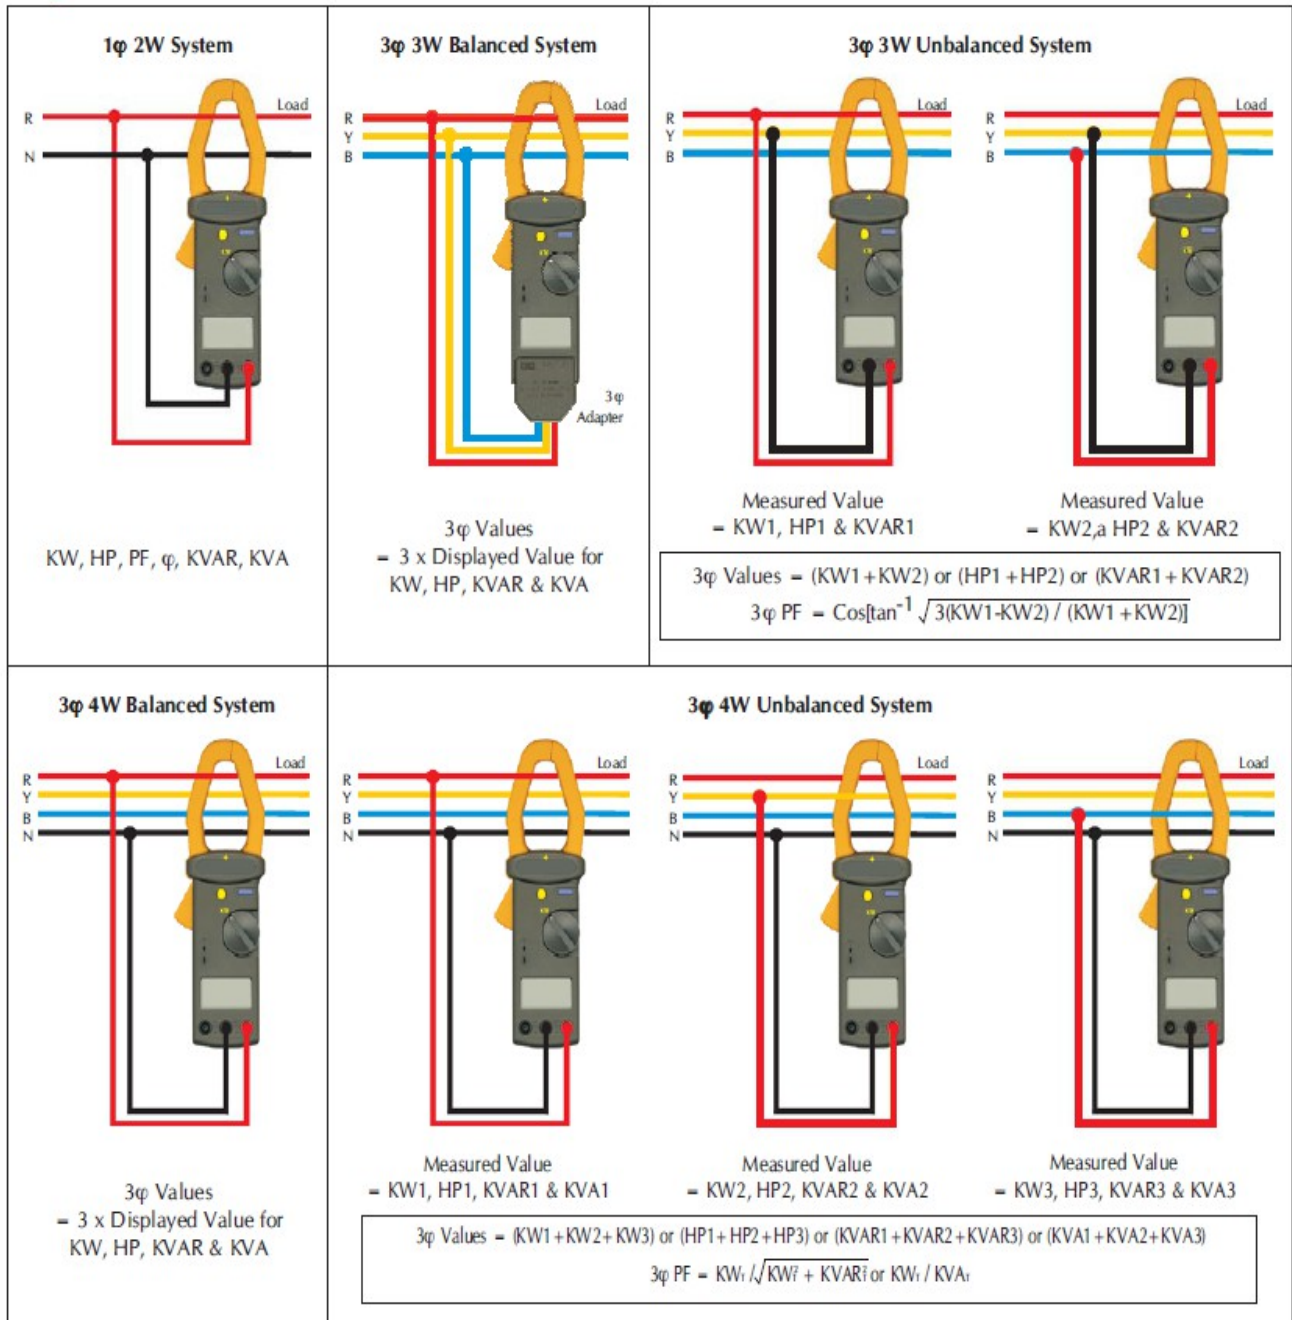 1φ 2W System
Load
R
N
KW, HP, PF, φ, KVAR, KVA
3φ 3W Balanced System
Load
R
Y
B
3φ
Adapter
3φ Values
= 3 x Displayed Value for
KW, HP, KVAR & KVA
3φ 3W Unbalanced System
Load
R
Y
B
Measured Value
= KW1, HP1 & KVAR1
Load
R
Y
B
Measured Value
= KW2,a HP2 & KVAR2
3φ Values = (KW1+KW2) or (HP1+HP2) or (KVAR1+KVAR2)
3φ PF = Cos[tan⁻¹ √3(KW1-KW2) / (KW1+KW2)]
3φ 4W Balanced System
Load
R
Y
B
N
3φ Values
= 3 x Displayed Value for
KW, HP, KVAR & KVA
3φ 4W Unbalanced System
Load
R
Y
B
N
Measured Value
= KW1, HP1, KVAR1 & KVA1
Load
R
Y
B
N
Measured Value
= KW2, HP2, KVAR2 & KVA2
Load
R
Y
B
N
Measured Value
= KW3, HP3, KVAR3 & KVA3
3φ Values = (KW1+KW2+KW3) or (HP1+HP2+HP3) or (KVAR1+KVAR2+KVAR3) or (KVA1+KVA2+KVA3)
3φ PF = KWт /√KWт² + KVARт² or KWт / KVAт